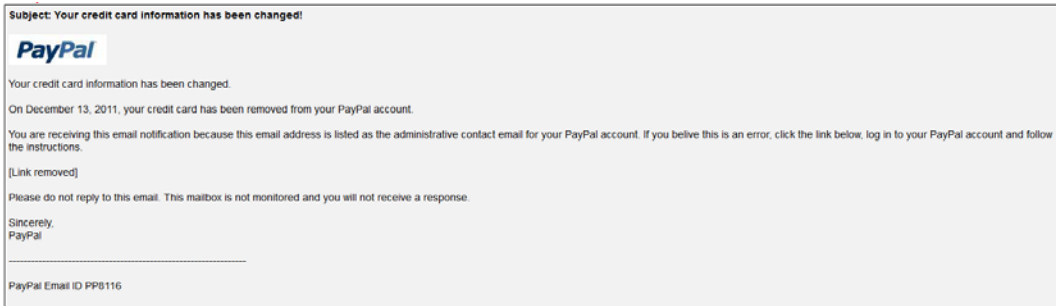 Subject: Your credit card information has been changed!
PayPal
Your credit card information has been changed.
On December 13, 2011, your credit card has been removed from your PayPal account.
You are receiving this email notification because this email address is listed as the administrative contact email for your PayPal account. If you belive this is an error, click the link below, log in to your PayPal account and follow
the instructions.
[Link removed]
Please do not reply to this email. This mailbox is not monitored and you will not receive a response.
Sincerely,
PayPal
----------------------------------------------------------------
PayPal Email ID PP8116